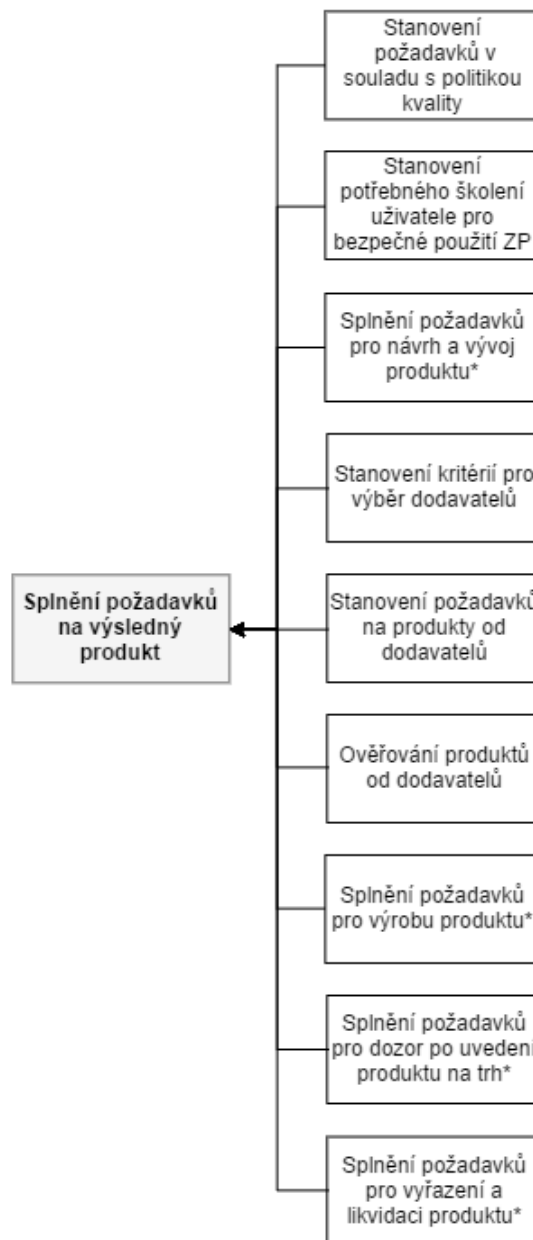 Stanovení
požadavků v
souladu s politikou
kvality
Stanovení
potřebného školení
uživatele pro
bezpečné použití ZP
Splnění požadavků
pro návrh a vývoj
produktu*
Stanovení kritérií pro
výběr dodavatelů
Splnění požadavků
na výsledný
produkt
Stanovení požadavků
na produkty od
dodavatelů
Ověřování produktů
od dodavatelů
Splnění požadavků
pro výrobu produktu*
Splnění požadavků
pro dozor po uvedení
produktu na trh*
Splnění požadavků
pro vyřazení a
likvidaci produktu*